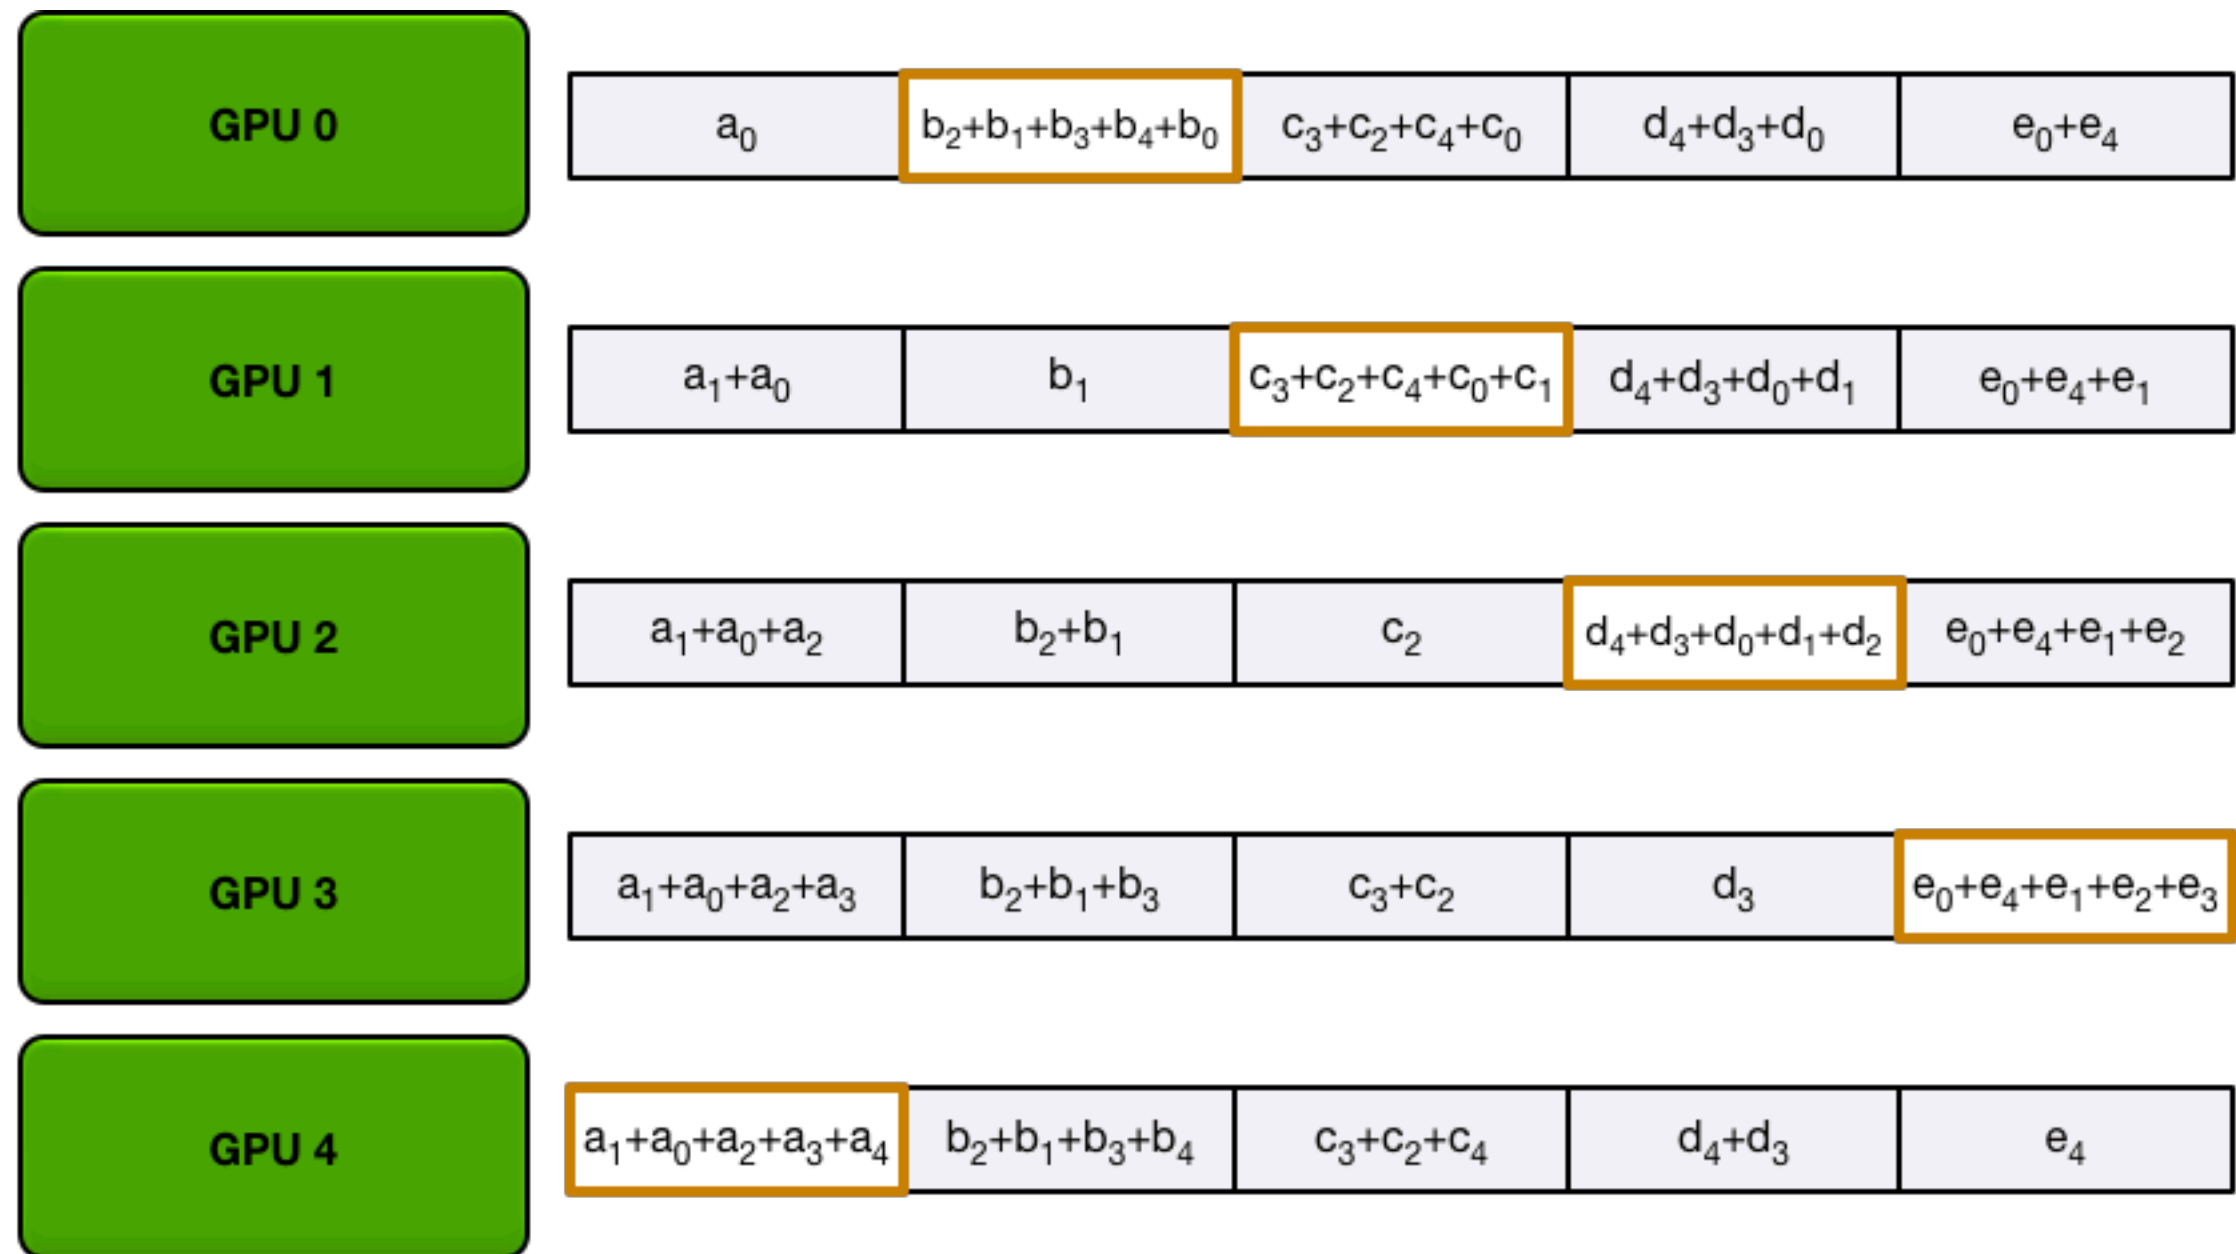 GPU 0 a₀ b₂+b₁+b₃+b₄+b₀ c₃+c₂+c₄+c₀ d₄+d₃+d₀ e₀+e₄
GPU 1 a₁+a₀ b₁ c₃+c₂+c₄+c₀+c₁ d₄+d₃+d₀+d₁ e₀+e₄+e₁
GPU 2 a₁+a₀+a₂ b₂+b₁ c₂ d₄+d₃+d₀+d₁+d₂ e₀+e₄+e₁+e₂
GPU 3 a₁+a₀+a₂+a₃ b₂+b₁+b₃ c₃+c₂ d₃ e₀+e₄+e₁+e₂+e₃
GPU 4 a₁+a₀+a₂+a₃+a₄ b₂+b₁+b₃+b₄ c₃+c₂+c₄ d₄+d₃ e₄